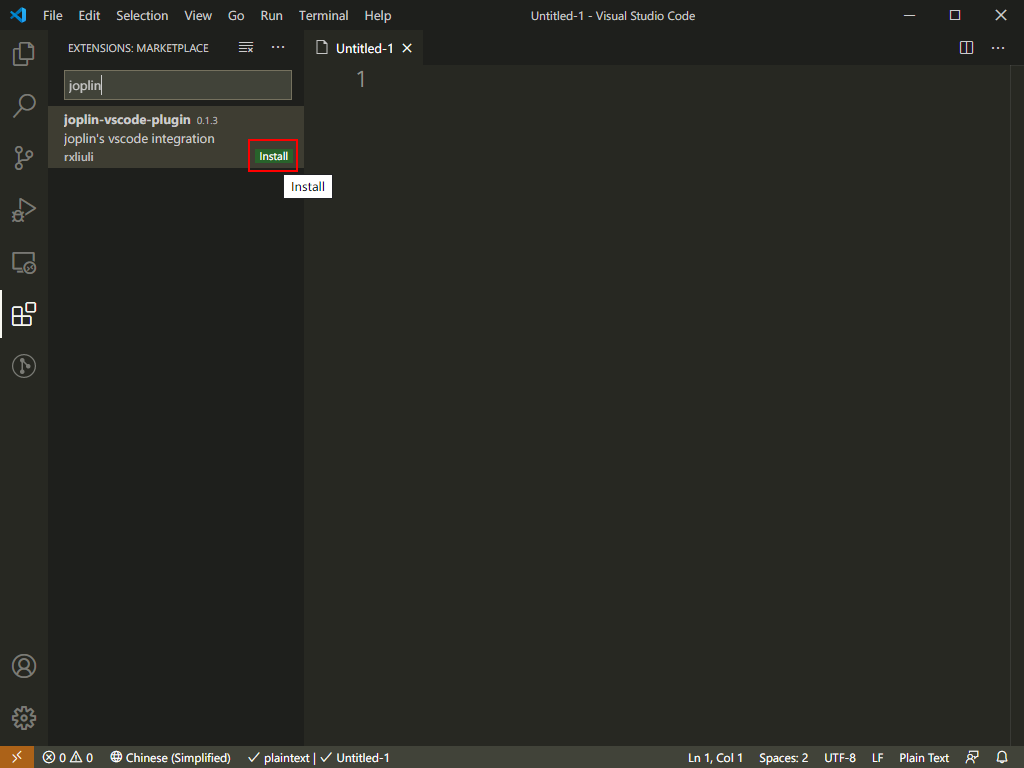 File Edit Selection View Go Run Terminal Help Untitled-1 - Visual Studio Code
EXTENSIONS: MARKETPLACE
Untitled-1
joplin
1
joplin-vscode-plugin 0.1.3
joplin's vscode integration
rxliuli Install
Install
0 0 Chinese (Simplified) plaintext | Untitled-1 Ln 1, Col 1 Spaces: 2 UTF-8 LF Plain Text